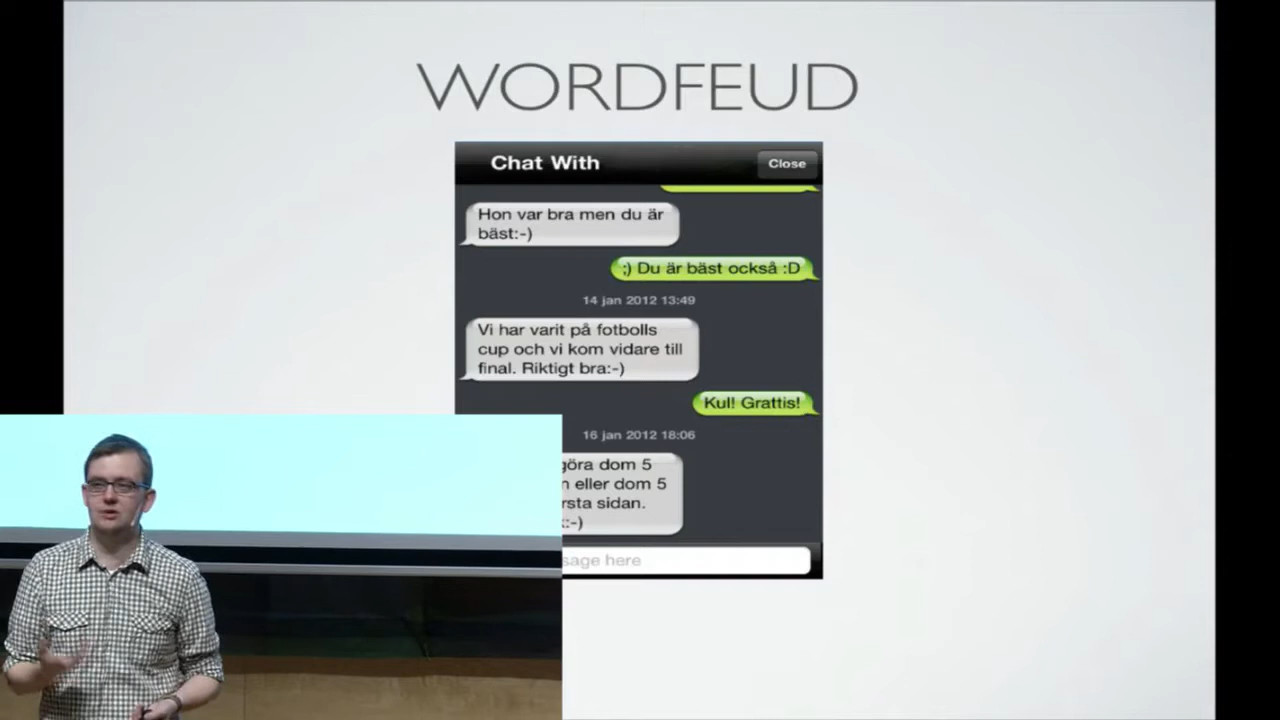 WORDFEUD
Chat With
Close
Hon var bra men du är
bäst:-)
;) Du är bäst också :D
14 jan 2012 13:49
Vi har varit på fotbolls
cup och vi kom vidare till
final. Riktigt bra:-)
Kul! Grattis!
16 jan 2012 18:06
göra dom 5
eller dom 5
sidan.
:-)
here